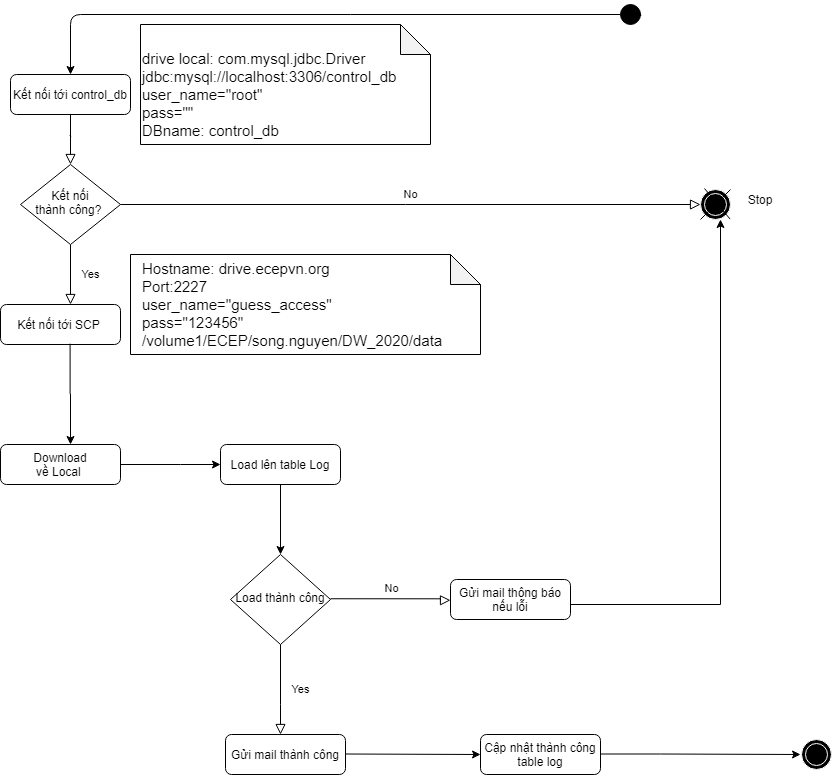 drive local: com.mysql.jdbc.Driver
jdbc:mysql://localhost:3306/control_db
user_name="root"
pass=""
DBname: control_db
Kết nối tới control_db
Kết nối
thành công?
No
Stop
Yes
Hostname: drive.ecepvn.org
Port:2227
user_name="guess_access"
pass="123456"
/volume1/ECEP/song.nguyen/DW_2020/data
Kết nối tới SCP
Download
về Local
Load lên table Log
Load thành công
No
Gửi mail thông báo
nếu lỗi
Yes
Gửi mail thành công
Cập nhật thành công
table log